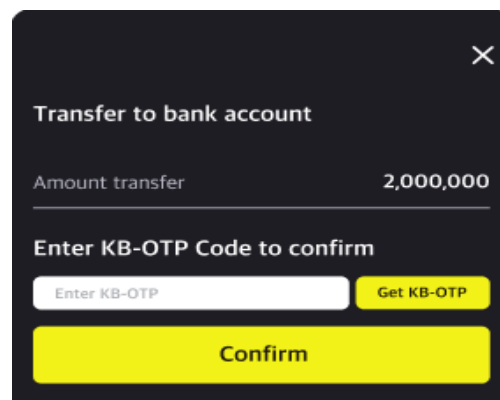 Transfer to bank account
Amount transfer 2,000,000
Enter KB-OTP Code to confirm
Enter KB-OTP Get KB-OTP
Confirm